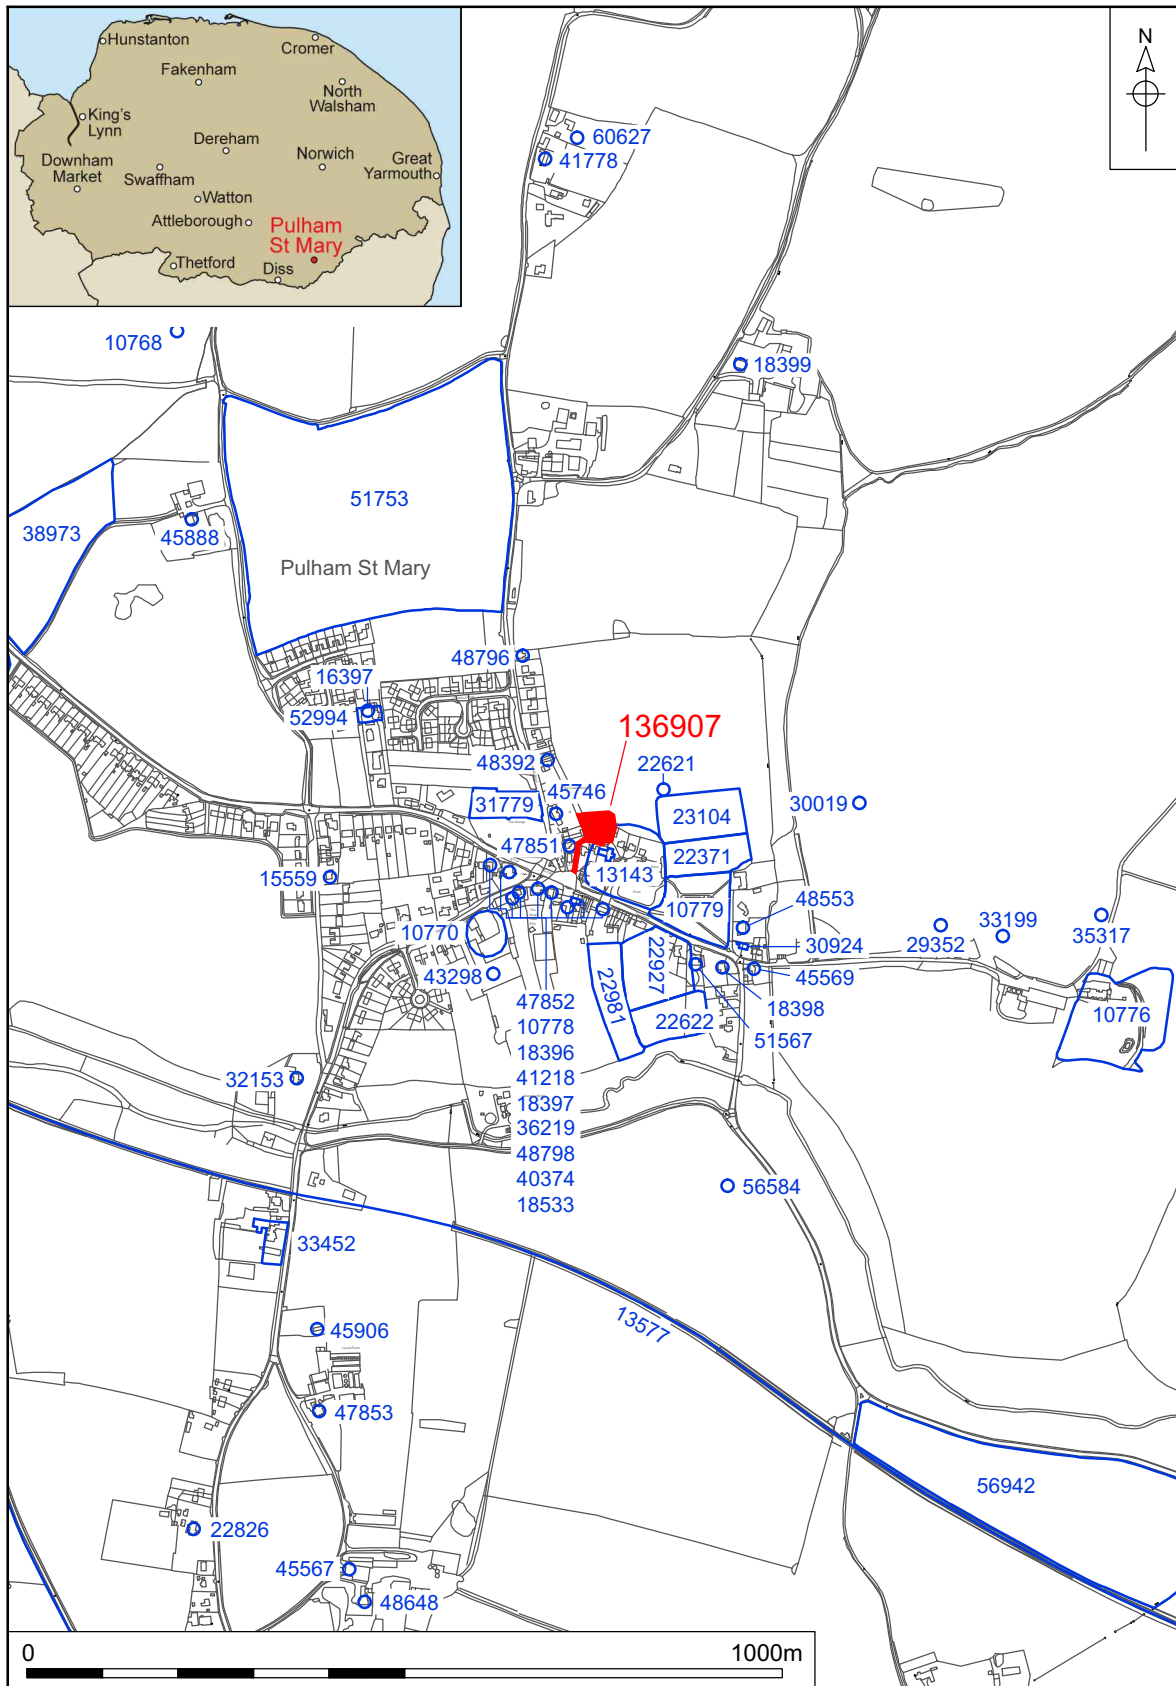 Hunstanton
Cromer
Fakenham
North
Walsham
King's
Lynn
Dereham
Downham
Market
Swaffham
Norwich
Great
Yarmouth
Watton
Attleborough
Pulham
St Mary
Thetford
Diss
N
60627
41778
10768
18399
51753
38973
45888
Pulham St Mary
48796
16397
52994
136907
48392
22621
45746
31779
23104
30019
47851
22371
15559
13143
10779
48553
33199
35317
10770
30924
29352
43298
22927
45569
22981
47852
18398
10776
10778
22622
51567
18396
41218
32153
18397
36219
48798
40374
18533
56584
33452
13577
45906
47853
56942
22826
45567
48648
0
1000m